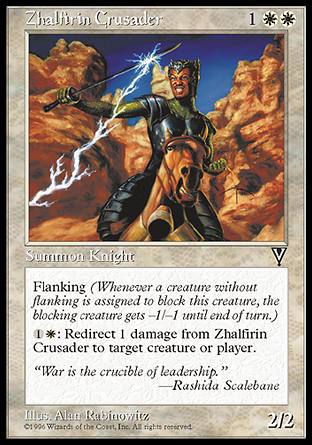 Zhalfirin Crusader 1
Summon Knight
Flanking (Whenever a creature without
flanking is assigned to block this creature, the
blocking creature gets -1/-1 until end of turn.)
1 : Redirect 1 damage from Zhalfirin
Crusader to target creature or player.
“War is the crucible of leadership.”
—Rashida Scalebane
Illus. Alan Rabinowitz
©1996 Wizards of the Coast, Inc. All rights reserved.
2/2